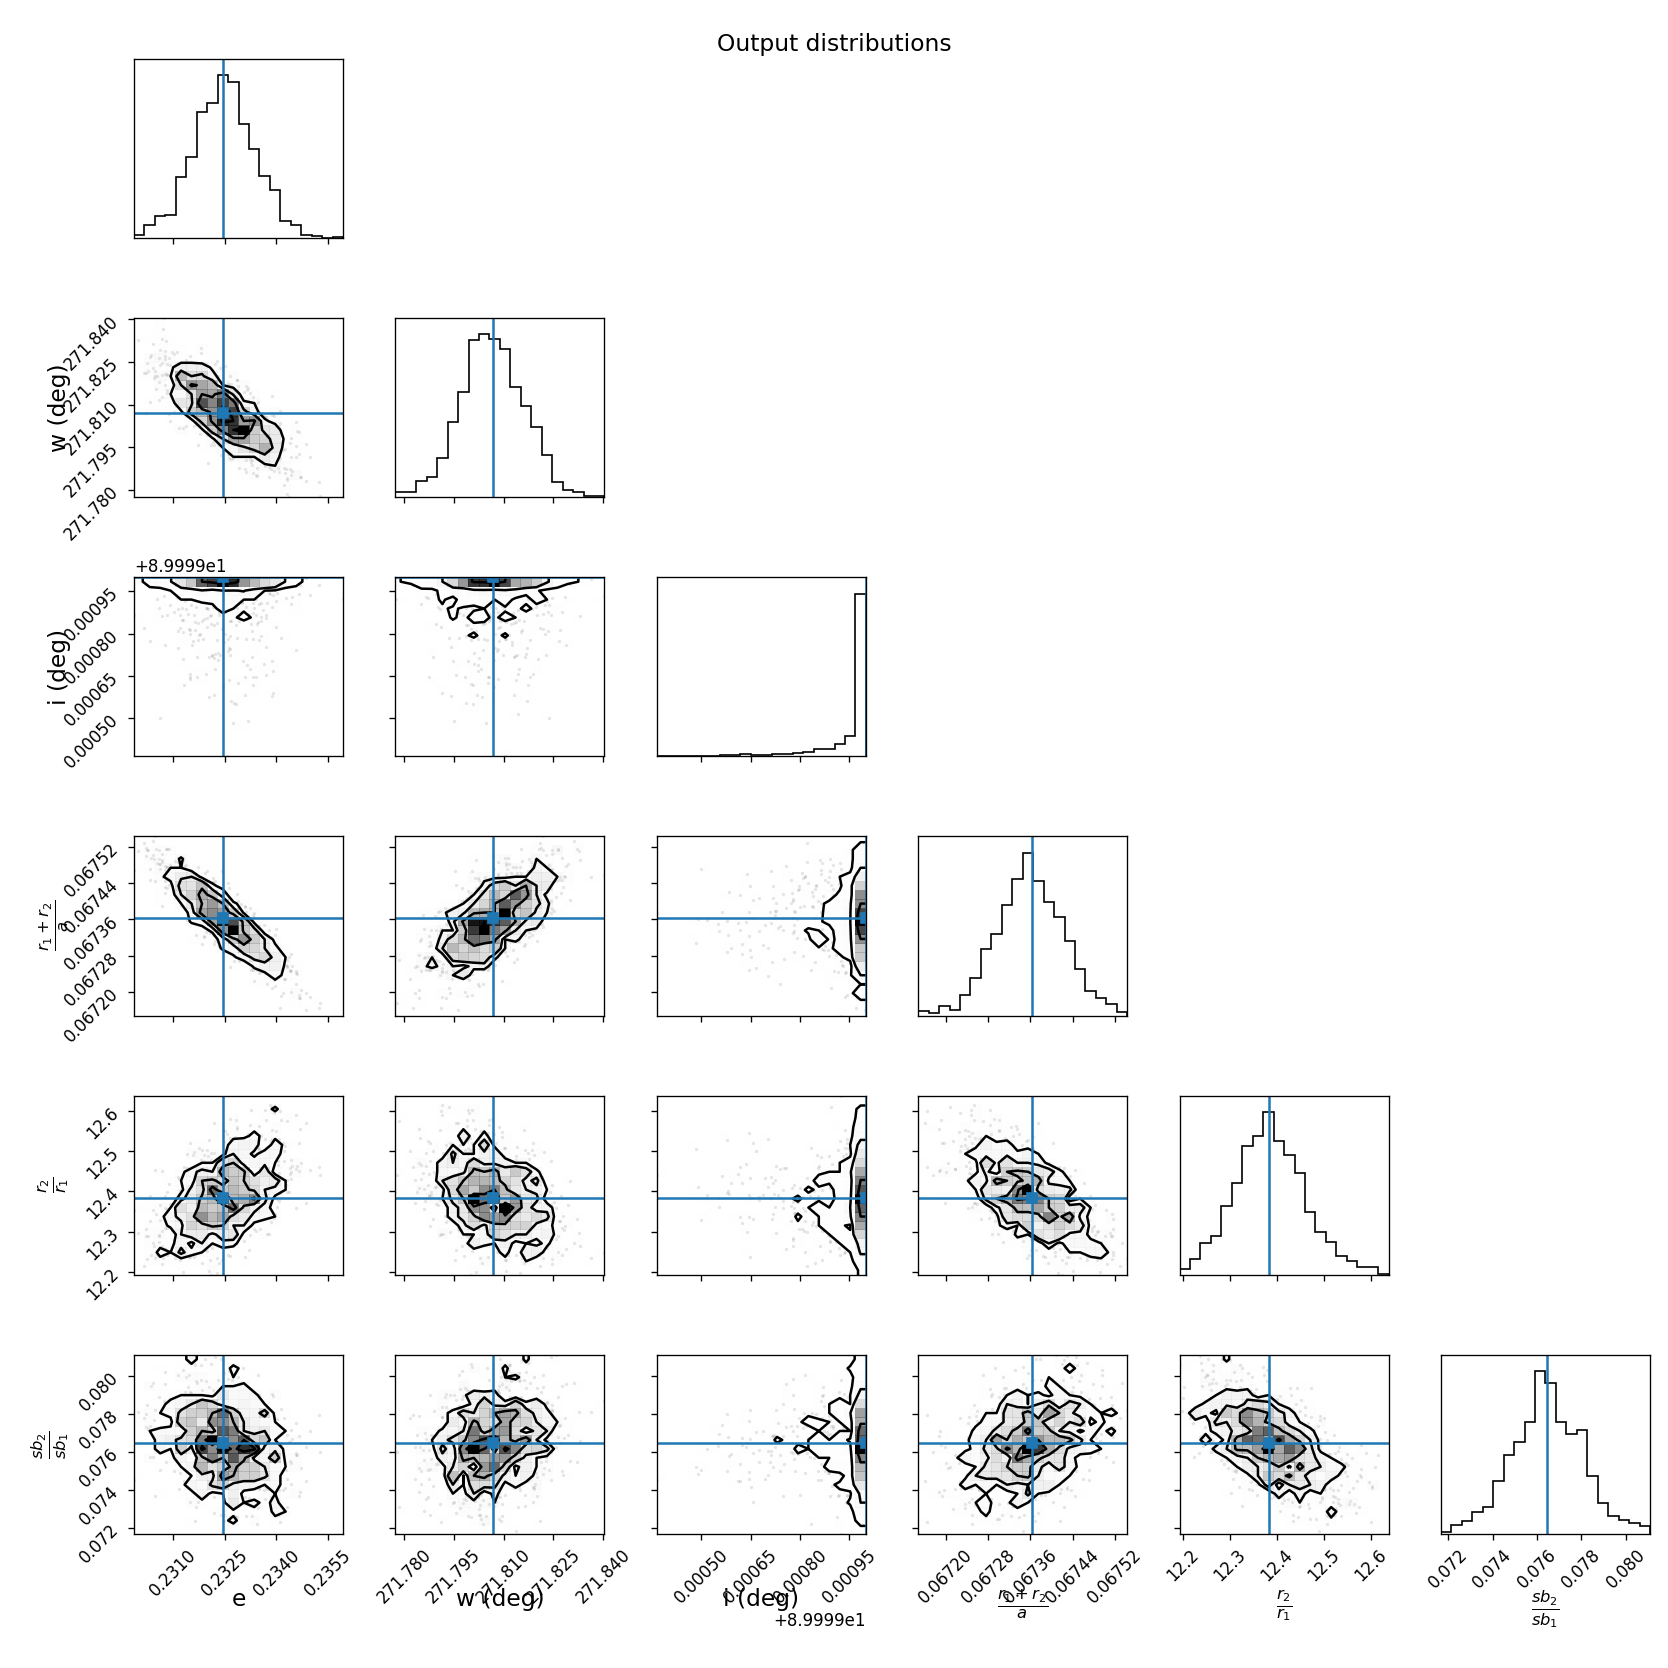 Output distributions
w (deg)
271.840
271.825
271.810
271.795
271.780
+8.9999e1
i (deg)
0.00095
0.00080
0.00065
0.00050
r₁ + r₂
a
0.06752
0.06744
0.06736
0.06728
0.06720
r₂
r₁
12.6
12.5
12.4
12.3
12.2
sb₂
sb₁
0.080
0.078
0.076
0.074
0.072
0.2310 0.2325 0.2340 0.2355
271.780 271.795 271.810 271.825 271.840
0.00050 0.00065 0.00080 0.00095
0.06720 0.06728 0.06736 0.06744 0.06752
12.2 12.3 12.4 12.5 12.6
0.072 0.074 0.076 0.078 0.080
e
w (deg)
i (deg)
+8.9999e1
r₁ + r₂
a
r₂
r₁
sb₂
sb₁